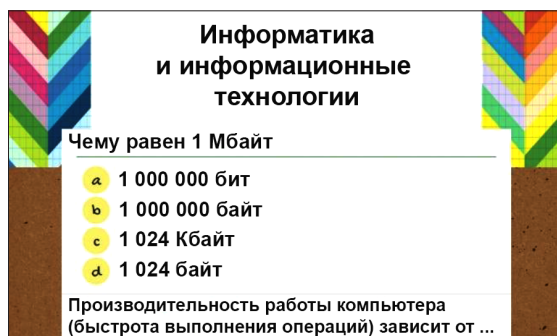 Информатика
и информационные
технологии
Чему равен 1 Мбайт
a 1 000 000 бит
b 1 000 000 байт
c 1 024 Кбайт
d 1 024 байт
Производительность работы компьютера
(быстрота выполнения операций) зависит от ...